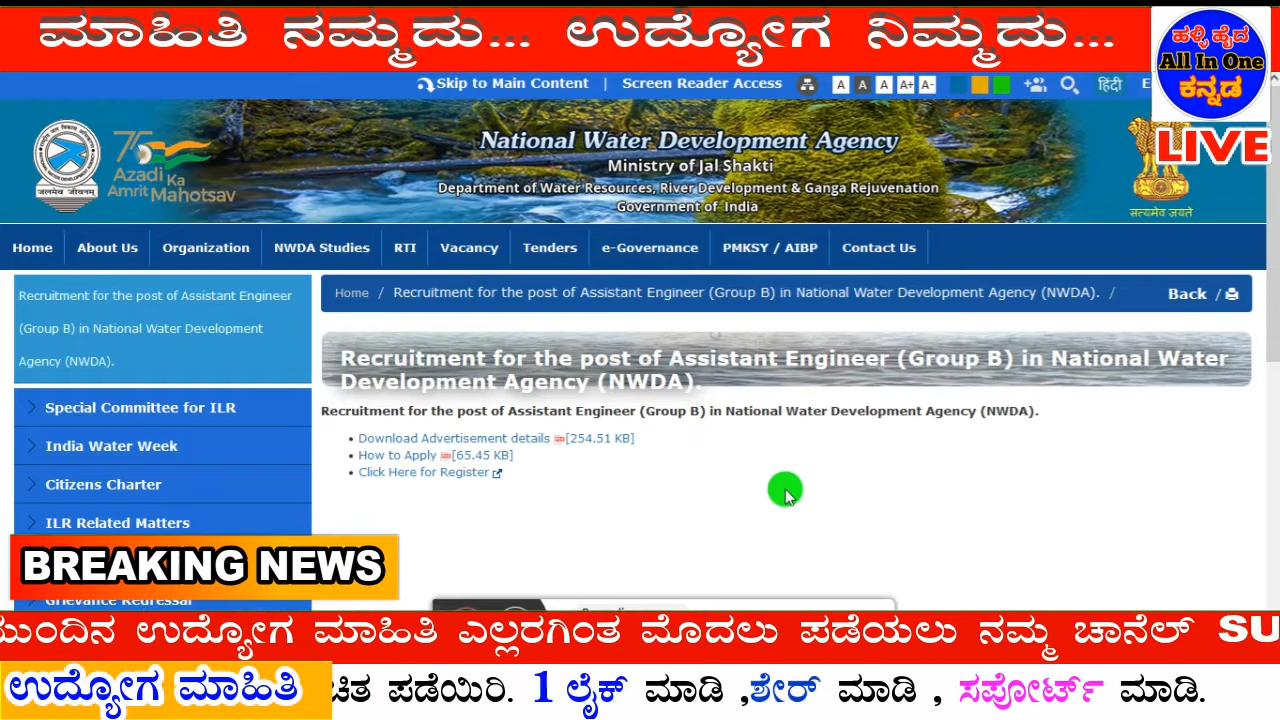 ಮಾಹಿತಿ ನಮ್ಮದು... ಉದ್ಯೋಗ ನಿಮ್ಮದು...
ಹಳ್ಳಿ ಹೈದ
All In One
ಕನ್ನಡ
LIVE
Skip to Main Content | Screen Reader Access A A A A+ A- हिंदी
75
Azadi Ka
Amrit Mahotsav
जलमेव जीवनम्
National Water Development Agency
Ministry of Jal Shakti
Department of Water Resources, River Development & Ganga Rejuvenation
Government of India
सत्यमेव जयते
Home About Us Organization NWDA Studies RTI Vacancy Tenders e-Governance PMKSY / AIBP Contact Us
Recruitment for the post of Assistant Engineer
(Group B) in National Water Development
Agency (NWDA).
Special Committee for ILR
India Water Week
Citizens Charter
ILR Related Matters
Grievance Redressal
Home / Recruitment for the post of Assistant Engineer (Group B) in National Water Development Agency (NWDA). / Back /
Recruitment for the post of Assistant Engineer (Group B) in National Water
Development Agency (NWDA).
Recruitment for the post of Assistant Engineer (Group B) in National Water Development Agency (NWDA).
• Download Advertisement details [254.51 KB]
• How to Apply [65.45 KB]
• Click Here for Register
BREAKING NEWS
ಮುಂದಿನ ಉದ್ಯೋಗ ಮಾಹಿತಿ ಎಲ್ಲರಗಿಂತ ಮೊದಲು ಪಡೆಯಲು ನಮ್ಮ ಚಾನೆಲ್ SU
ಉದ್ಯೋಗ ಮಾಹಿತಿ ಚಿತ ಪಡೆಯಿರಿ. 1 ಲೈಕ್ ಮಾಡಿ ,ಶೇರ್ ಮಾಡಿ , ಸಪೋರ್ಟ್ ಮಾಡಿ.